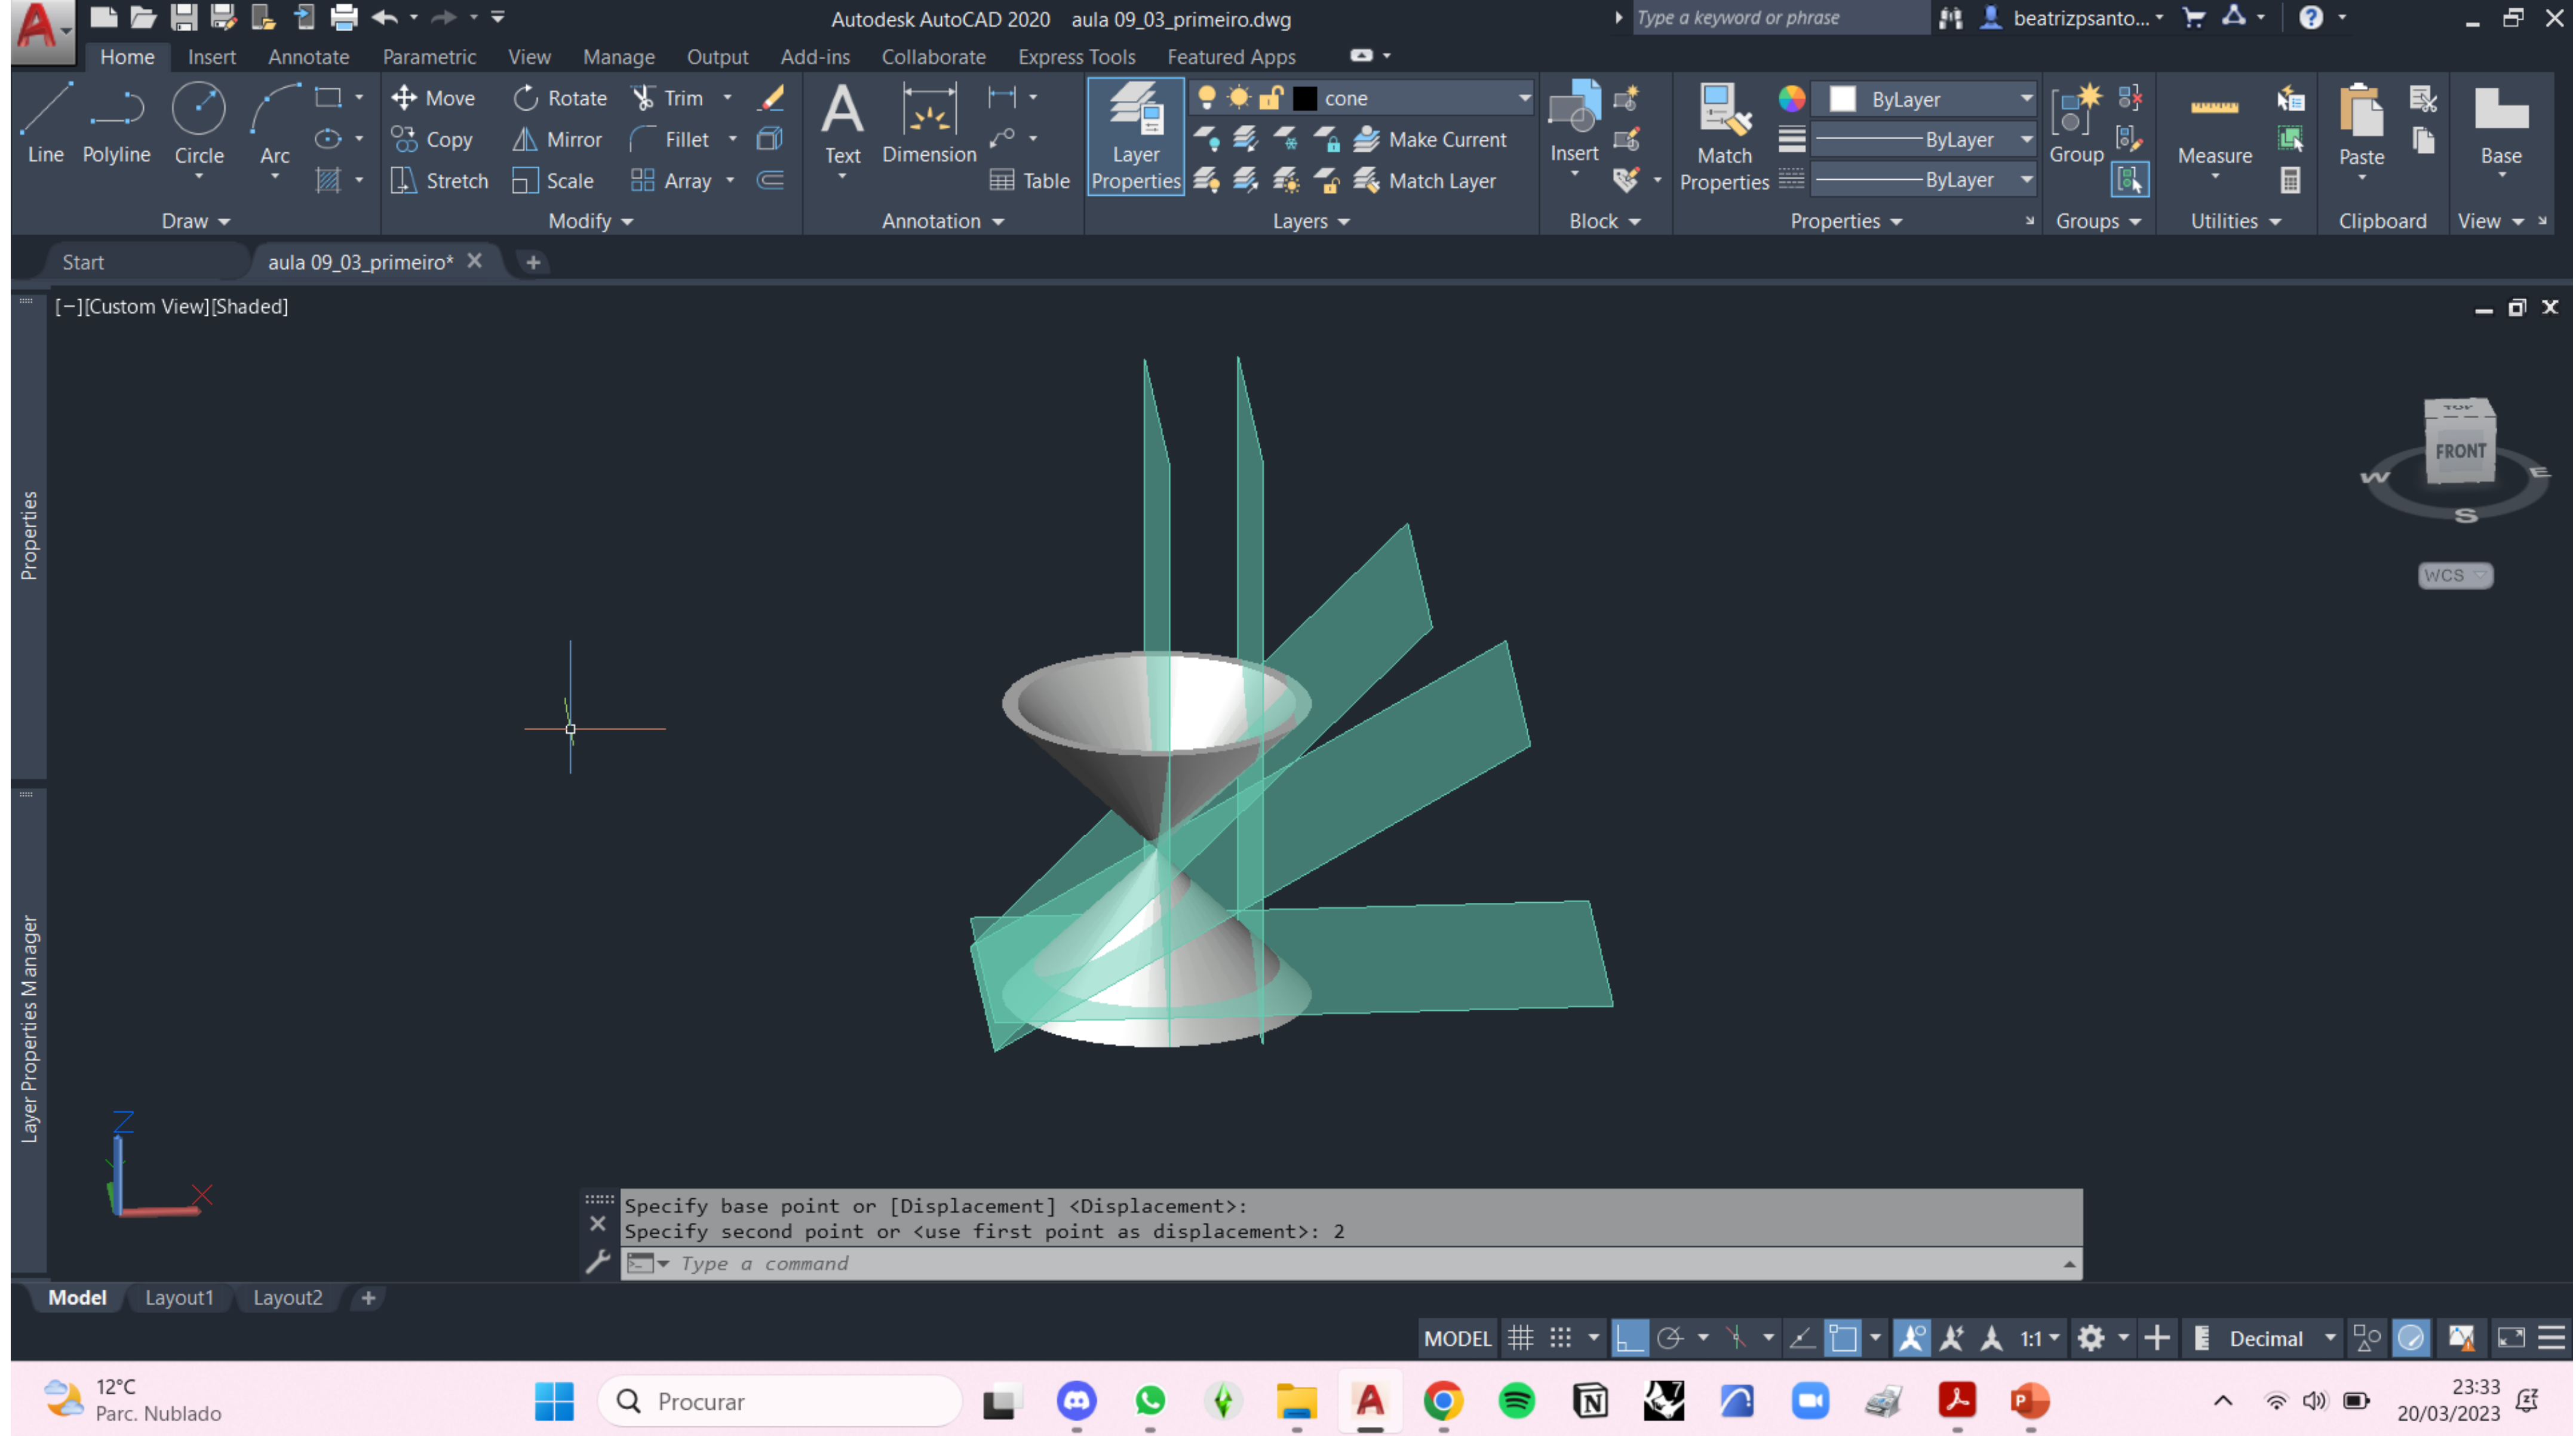 Autodesk AutoCAD 2020 aula 09_03_primeiro.dwg
Type a keyword or phrase
beatrizpsanto...
Home Insert Annotate Parametric View Manage Output Add-ins Collaborate Express Tools Featured Apps
Move Rotate Trim
cone
ByLayer
Copy Mirror Fillet
Make Current
ByLayer
Line Polyline Circle Arc
Text Dimension
Layer
Properties
Insert
Match
Properties
Group
Measure
Paste
Base
Stretch Scale Array
Table
Match Layer
ByLayer
Draw Modify Annotation Layers Block Properties Groups Utilities Clipboard View
Start aula 09_03_primeiro*
[−][Custom View][Shaded]
TOP
FRONT
W
E
S
WCS
Properties
Layer Properties Manager
Z
X
Specify base point or [Displacement] <Displacement>:
Specify second point or <use first point as displacement>: 2
Type a command
Model Layout1 Layout2
MODEL 1:1 Decimal
12°C
Parc. Nublado
Procurar
23:33
20/03/2023